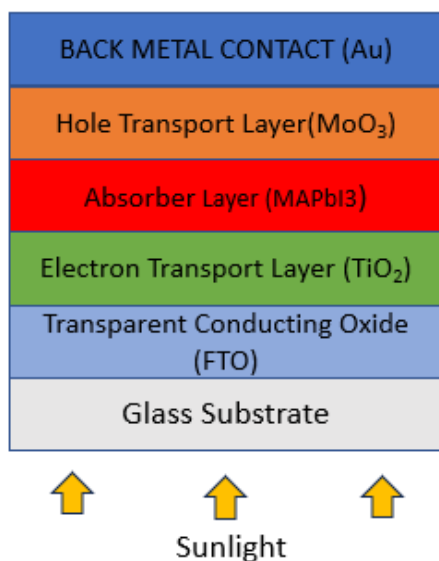 BACK METAL CONTACT (Au)
Hole Transport Layer(MoO₃)
Absorber Layer (MAPbI3)
Electron Transport Layer (TiO₂)
Transparent Conducting Oxide
(FTO)
Glass Substrate
Sunlight